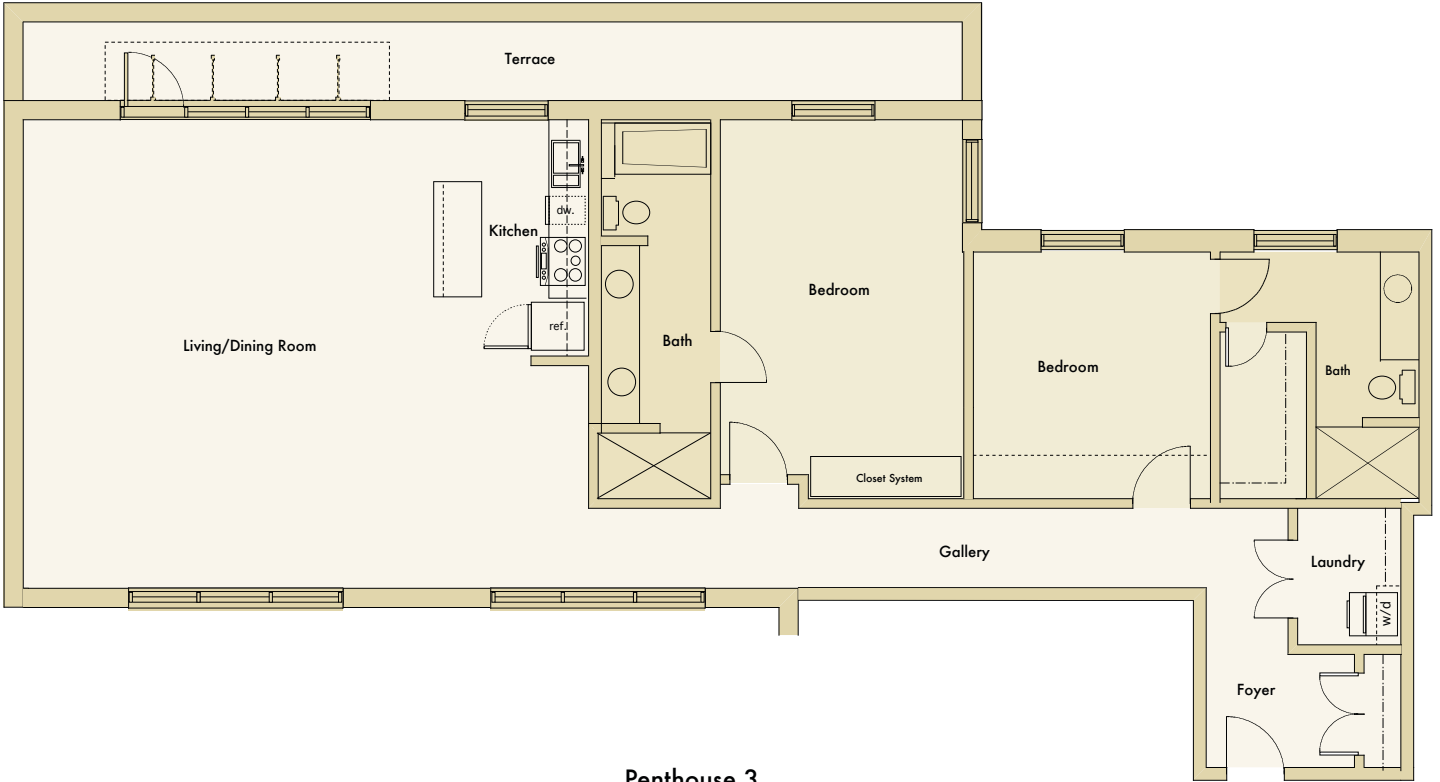 Terrace
dw.
Kitchen
Bedroom
ref.
Living/Dining Room
Bath
Bedroom
Bath
Closet System
Gallery
Laundry
w/d
Foyer
Penthouse 3